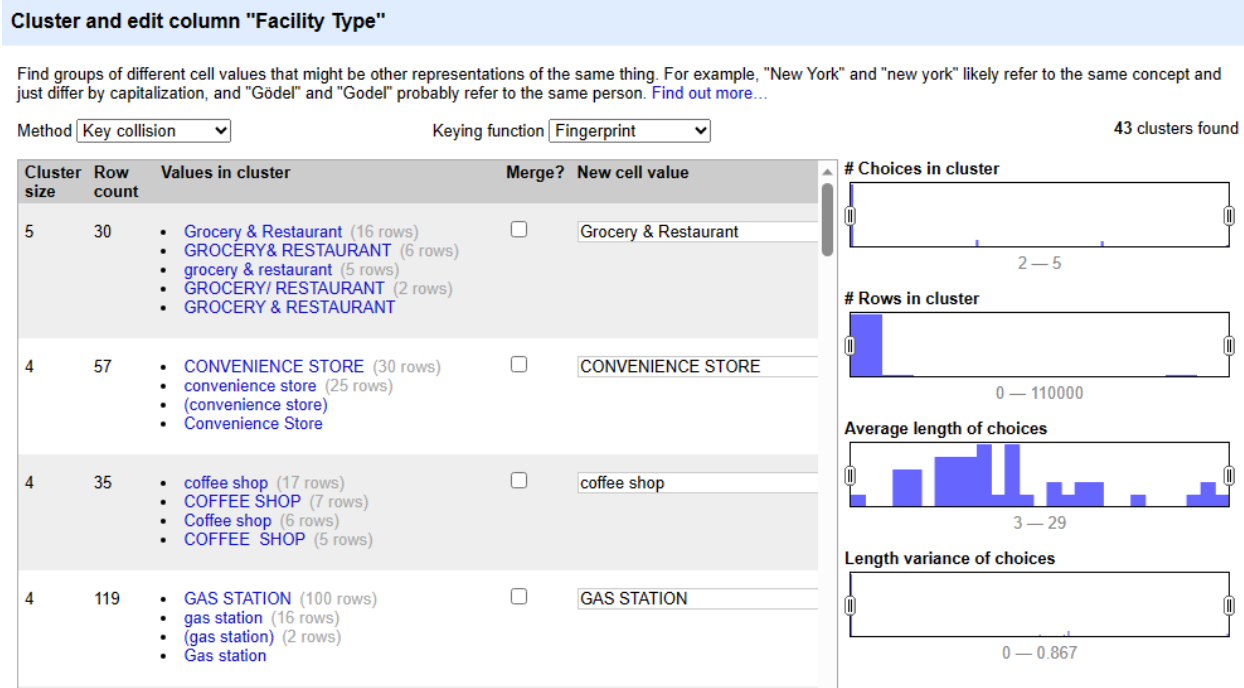 Cluster and edit column "Facility Type"
Find groups of different cell values that might be other representations of the same thing. For example, "New York" and "new york" likely refer to the same concept and
just differ by capitalization, and "Gödel" and "Godel" probably refer to the same person. Find out more…
Method Key collision Keying function Fingerprint 43 clusters found
Cluster size Row count Values in cluster Merge? New cell value
5 30 Grocery & Restaurant (16 rows) Grocery & Restaurant
GROCERY& RESTAURANT (6 rows)
grocery & restaurant (5 rows)
GROCERY/ RESTAURANT (2 rows)
GROCERY & RESTAURANT
4 57 CONVENIENCE STORE (30 rows) CONVENIENCE STORE
convenience store (25 rows)
(convenience store)
Convenience Store
4 35 coffee shop (17 rows) coffee shop
COFFEE SHOP (7 rows)
Coffee shop (6 rows)
COFFEE  SHOP (5 rows)
4 119 GAS STATION (100 rows) GAS STATION
gas station (16 rows)
(gas station) (2 rows)
Gas station
# Choices in cluster
2 — 5
# Rows in cluster
0 — 110000
Average length of choices
3 — 29
Length variance of choices
0 — 0.867